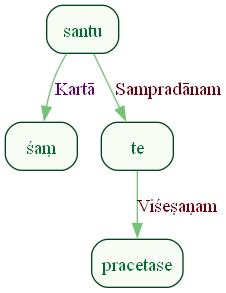 santu
Kartā Sampradānam
śaṃ te
Viśeṣaṇam
pracetase